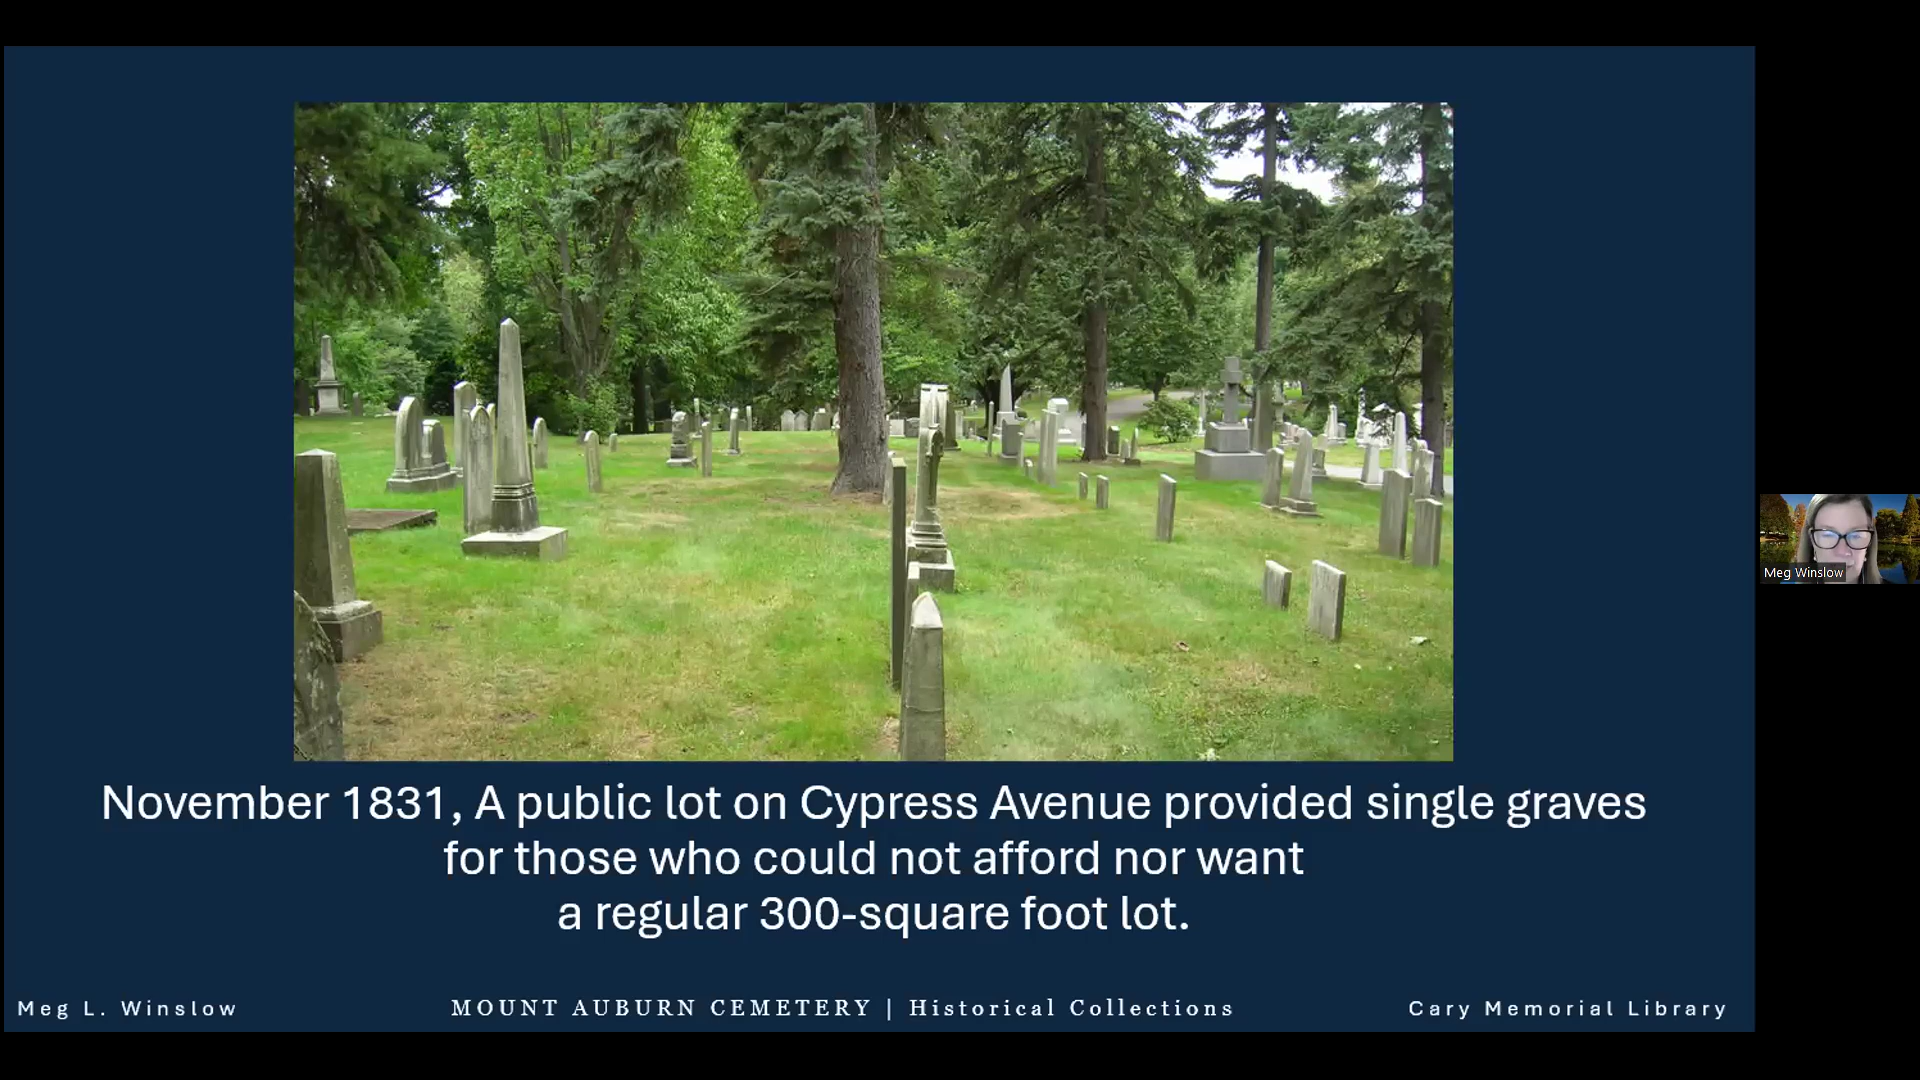 November 1831, A public lot on Cypress Avenue provided single graves
for those who could not afford nor want
a regular 300-square foot lot.
Meg L. Winslow
MOUNT AUBURN CEMETERY | Historical Collections
Cary Memorial Library
Meg Winslow